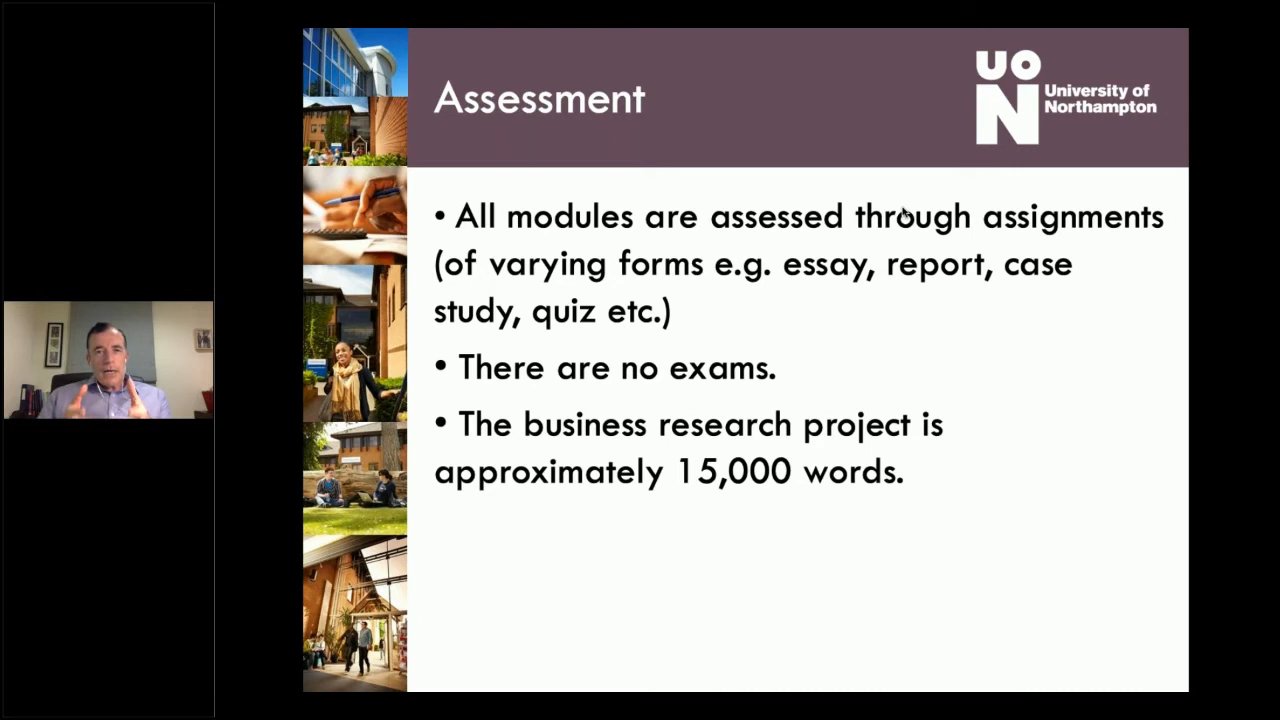 Assessment
UO
N
University of
Northampton
• All modules are assessed through assignments
(of varying forms e.g. essay, report, case
study, quiz etc.)
• There are no exams.
• The business research project is
approximately 15,000 words.